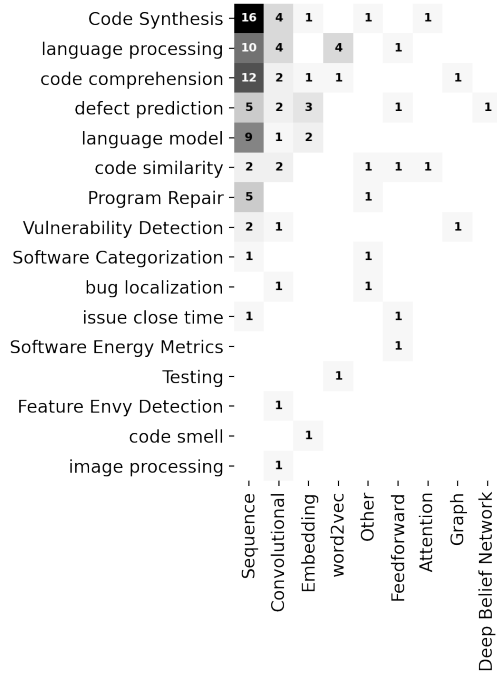 Code Synthesis 16 4 1 1 1
language processing 10 4 4 1
code comprehension 12 2 1 1 1
defect prediction 5 2 3 1 1
language model 9 1 2
code similarity 2 2 1 1 1
Program Repair 5 1
Vulnerability Detection 2 1 1
Software Categorization 1 1
bug localization 1 1
issue close time 1 1
Software Energy Metrics 1
Testing 1
Feature Envy Detection 1
code smell 1
image processing 1
Sequence
Convolutional
Embedding
word2vec
Other
Feedforward
Attention
Graph
Deep Belief Network